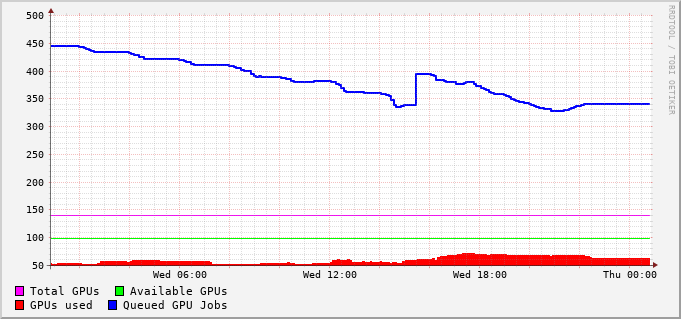 500
450
400
350
300
250
200
150
100
50
Wed 06:00 Wed 12:00 Wed 18:00 Thu 00:00
Total GPUs Available GPUs
GPUs used Queued GPU Jobs
RRDTOOL / TOBI OETIKER